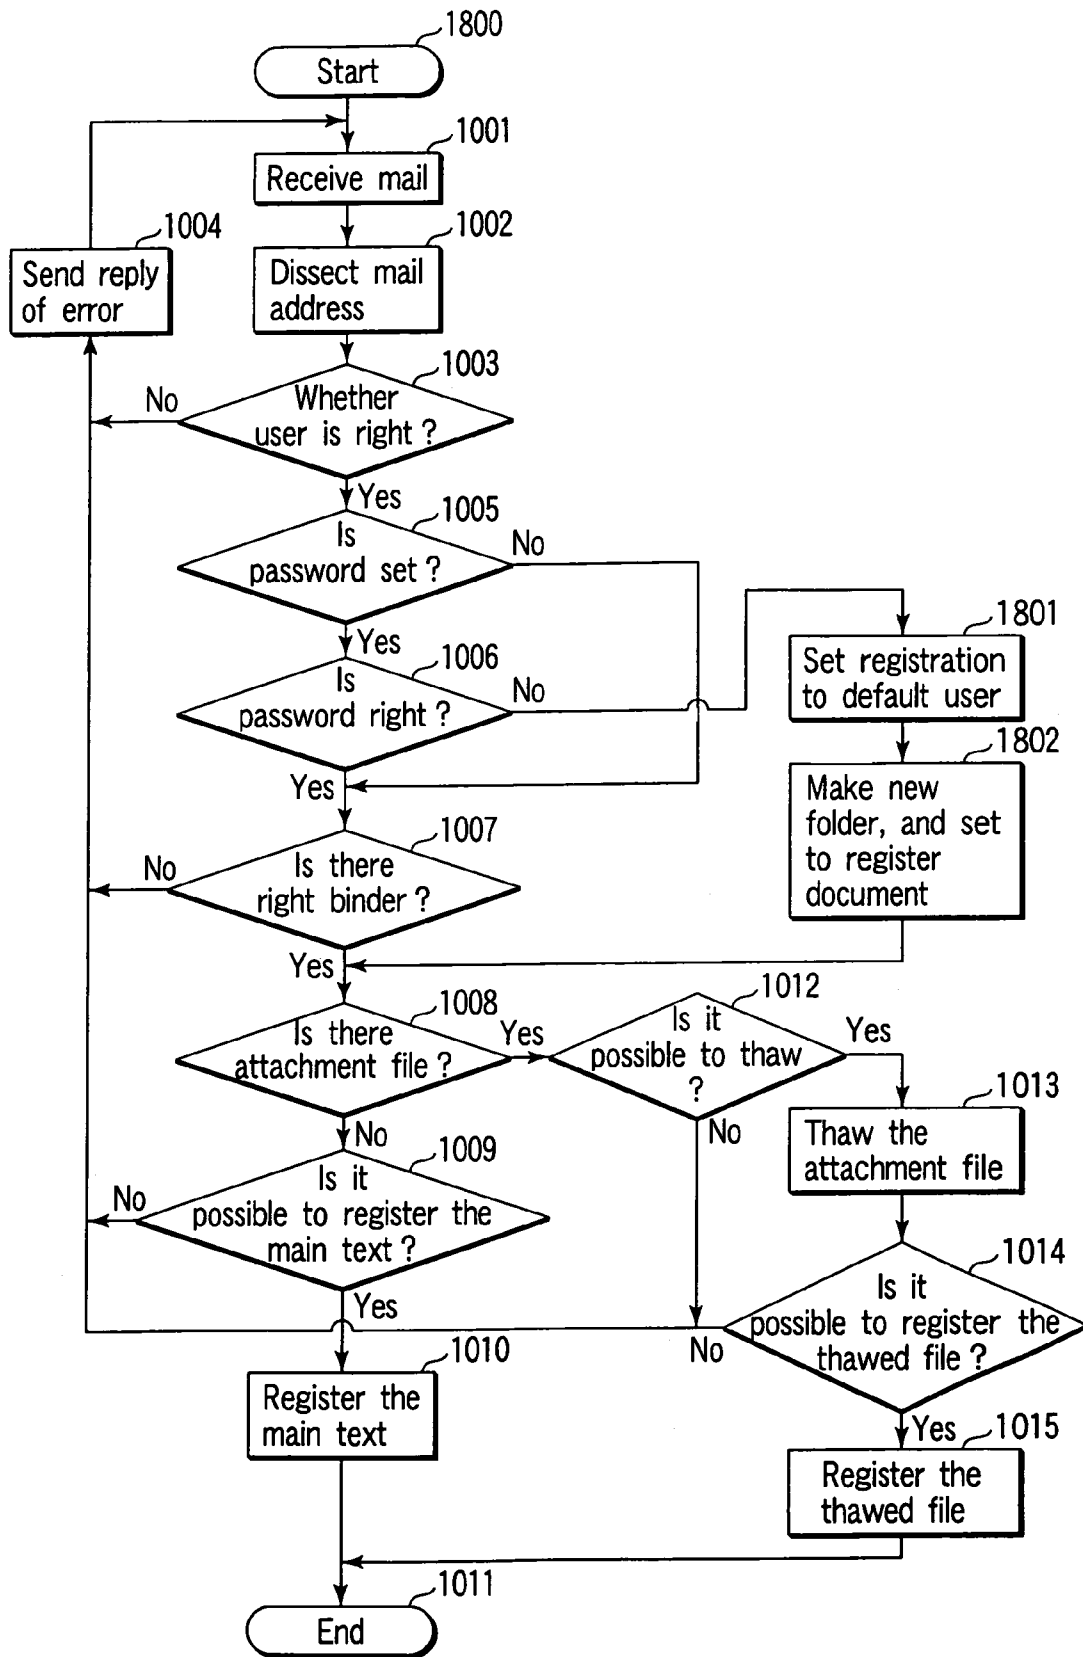 1800
Start
1001
Receive mail
1004
Send reply
of error
1002
Dissect mail
address
1003
No
Whether
user is right ?
Yes
1005
Is
password set ?
No
Yes
1006
Is
password right ?
No
Yes
1801
Set registration
to default user
1802
Make new
folder, and set
to register
document
1007
No
Is there
right binder ?
Yes
1008
Is there
attachment file ?
Yes
No
1012
Is it
possible to thaw
?
Yes
No
1013
Thaw the
attachment file
1009
No
Is it
possible to register the
main text ?
Yes
1014
Is it
possible to register the
thawed file ?
No
Yes
1010
Register the
main text
1015
Register the
thawed file
1011
End